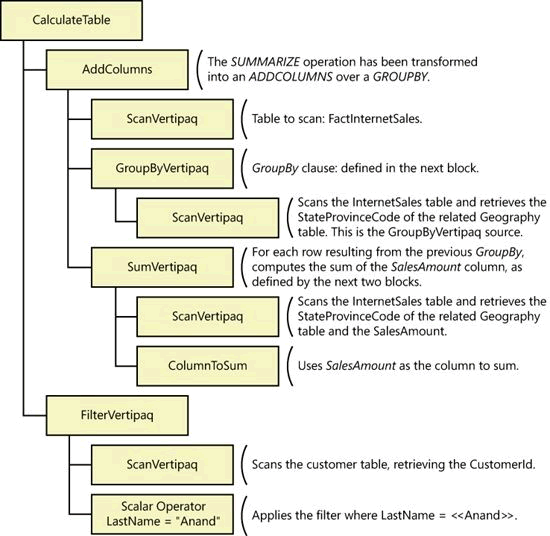 CalculateTable
AddColumns
The SUMMARIZE operation has been transformed
into an ADDCOLUMNS over a GROUPBY.
ScanVertipaq
Table to scan: FactInternetSales.
GroupByVertipaq
GroupBy clause: defined in the next block.
ScanVertipaq
Scans the InternetSales table and retrieves the
StateProvinceCode of the related Geography
table. This is the GroupByVertipaq source.
SumVertipaq
For each row resulting from the previous GroupBy,
computes the sum of the SalesAmount column, as
defined by the next two blocks.
ScanVertipaq
Scans the InternetSales table and retrieves the
StateProvinceCode of the related Geography
table and the SalesAmount.
ColumnToSum
Uses SalesAmount as the column to sum.
FilterVertipaq
ScanVertipaq
Scans the customer table, retrieving the CustomerId.
Scalar Operator
LastName = "Anand"
Applies the filter where LastName = <<Anand>>.